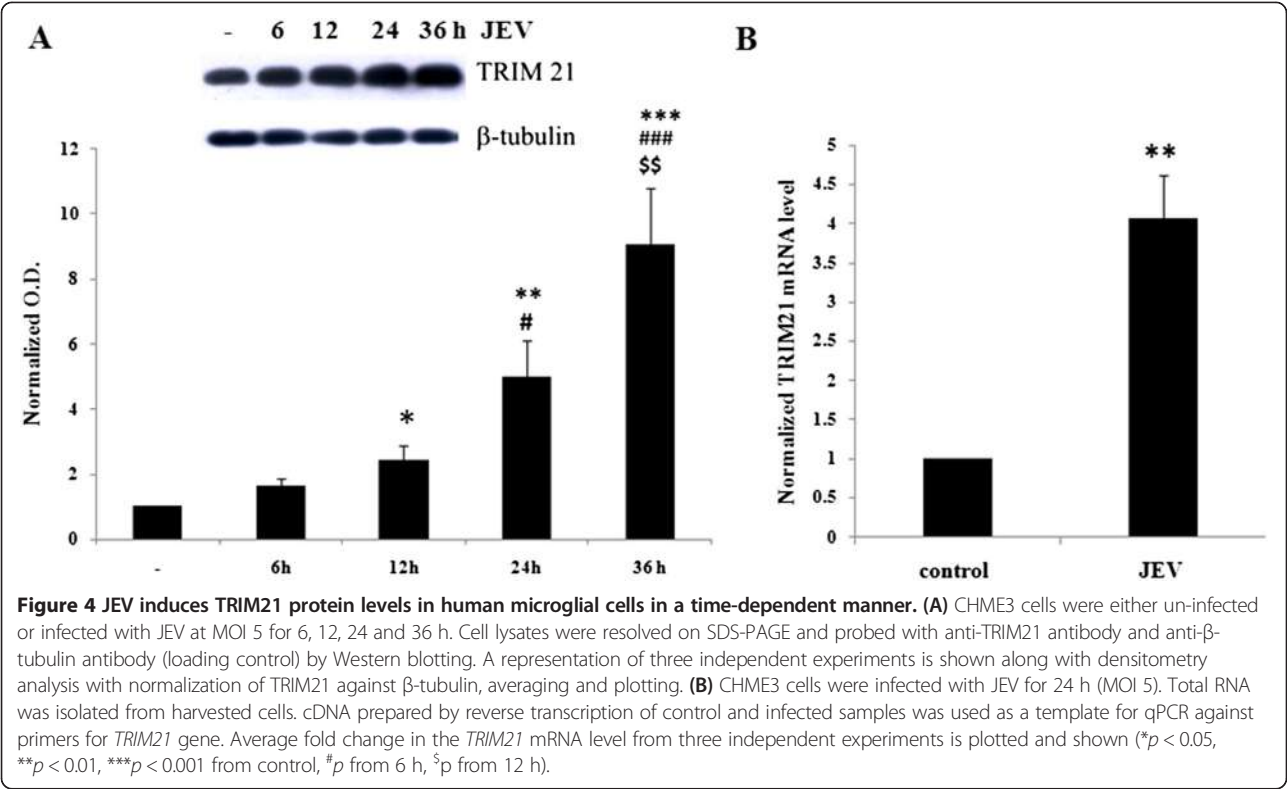 A
- 6 12 24 36 h JEV
TRIM 21
β-tubulin
***
###
$$
**
#
*
Normalized O.D.
12
10
8
6
4
2
0
- 6h 12h 24h 36h
B
**
Normalized TRIM21 mRNA level
5
4.5
4
3.5
3
2.5
2
1.5
1
0.5
0
control JEV
Figure 4 JEV induces TRIM21 protein levels in human microglial cells in a time-dependent manner. (A) CHME3 cells were either un-infected
or infected with JEV at MOI 5 for 6, 12, 24 and 36 h. Cell lysates were resolved on SDS-PAGE and probed with anti-TRIM21 antibody and anti-β-
tubulin antibody (loading control) by Western blotting. A representation of three independent experiments is shown along with densitometry
analysis with normalization of TRIM21 against β-tubulin, averaging and plotting. (B) CHME3 cells were infected with JEV for 24 h (MOI 5). Total RNA
was isolated from harvested cells. cDNA prepared by reverse transcription of control and infected samples was used as a template for qPCR against
primers for TRIM21 gene. Average fold change in the TRIM21 mRNA level from three independent experiments is plotted and shown (*p < 0.05,
**p < 0.01, ***p < 0.001 from control, #p from 6 h, $p from 12 h).